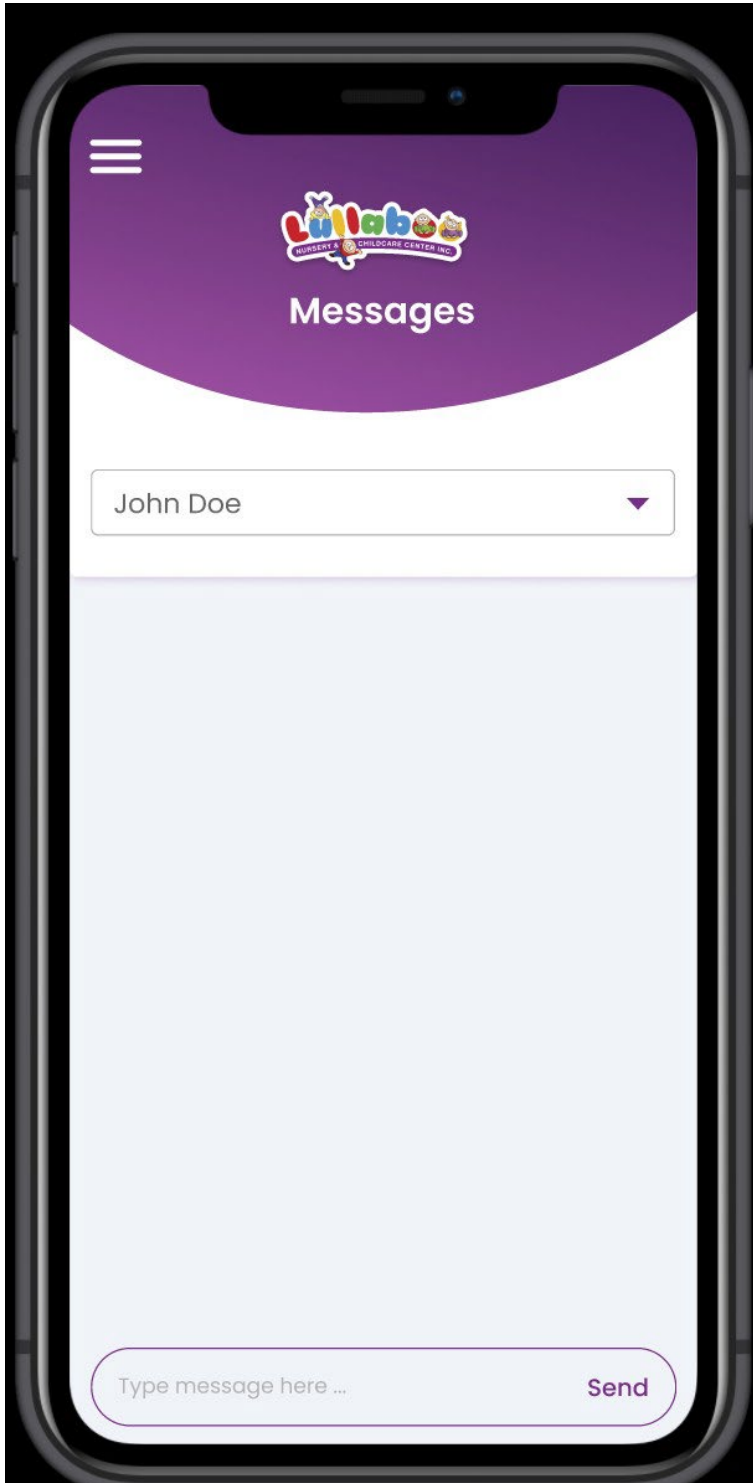 Lullaboo
NURSERY & CHILDCARE CENTER INC.
Messages
John Doe
Type message here ...
Send